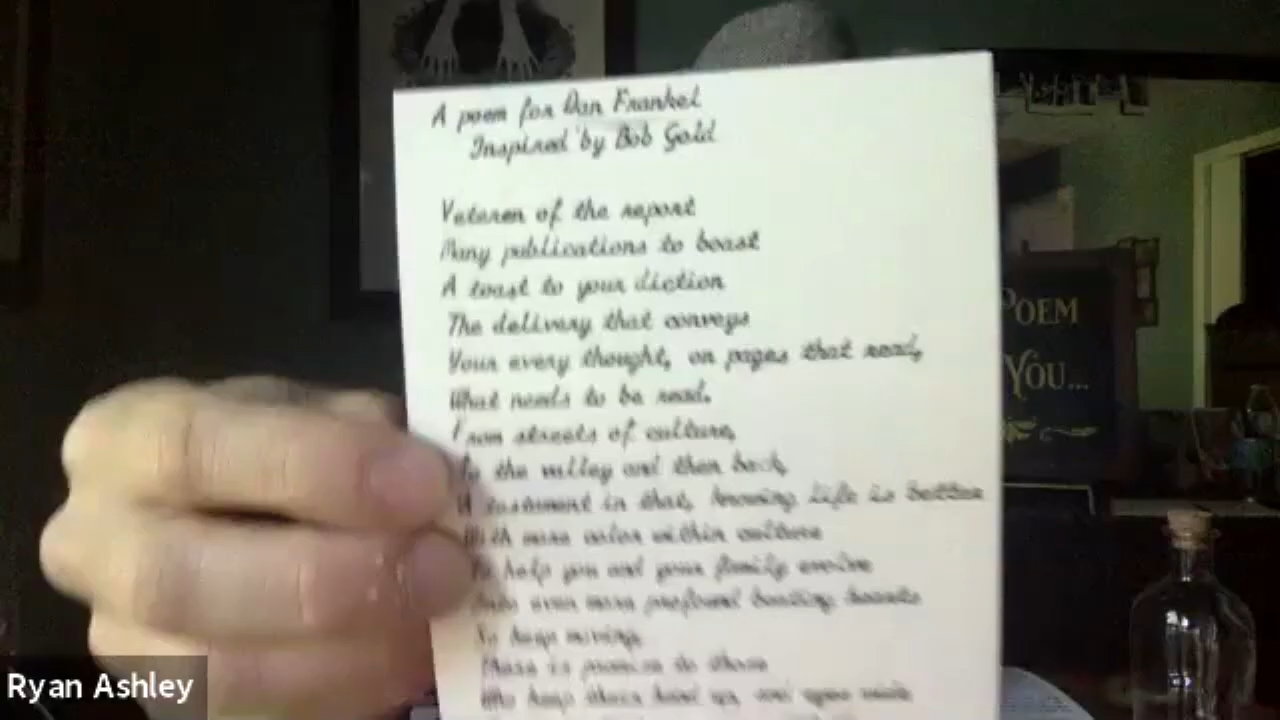 A poem for Dan Frankel
Inspired by Bob Gold
Veteren of the report
Many publications to boast
A toast to your diction
The delivery that conveys
Your every thought, on pages that read,
What needs to be read.
From streets of culture,
To the valley and then back,
A testament in that, knowing life is better
With more color within culture
To help you and your family evolve
Into even more profound beating hearts
To keep moving,
There is promise to those
Who keep their head up, and eyes wide
POEM
YOU...
Ryan Ashley